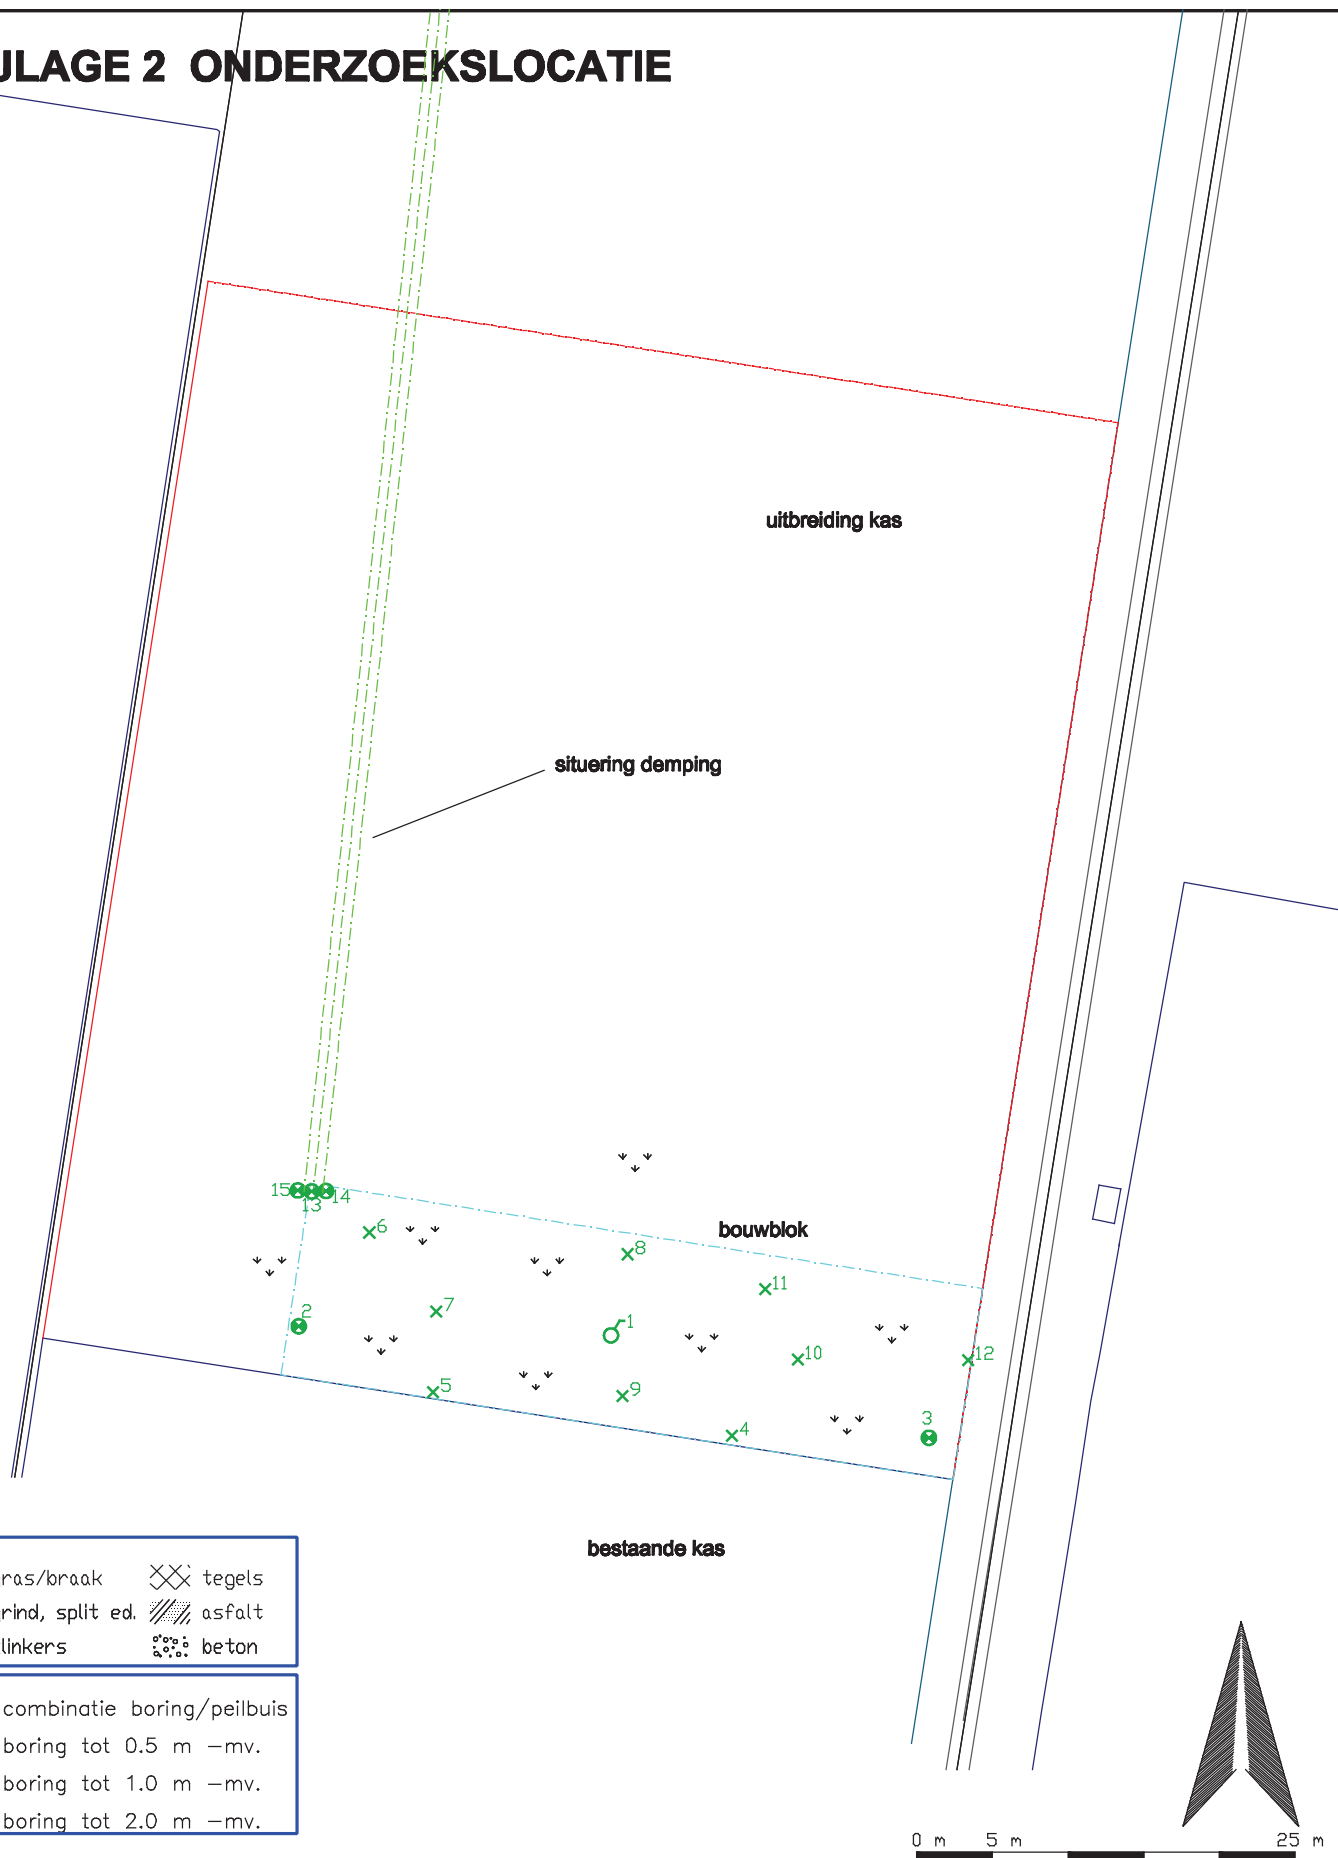 JLAGE 2 ONDERZOEKSLOCATIE
uitbreiding kas
situering demping
15
13
14
6
bouwblok
8
11
2
7
1
10
12
5
9
4
3
bestaande kas
ras/braak tegels
rind, split ed. asfalt
linkers beton
combinatie boring/peilbuis
boring tot 0.5 m -mv.
boring tot 1.0 m -mv.
boring tot 2.0 m -mv.
0 m 5 m 25 m